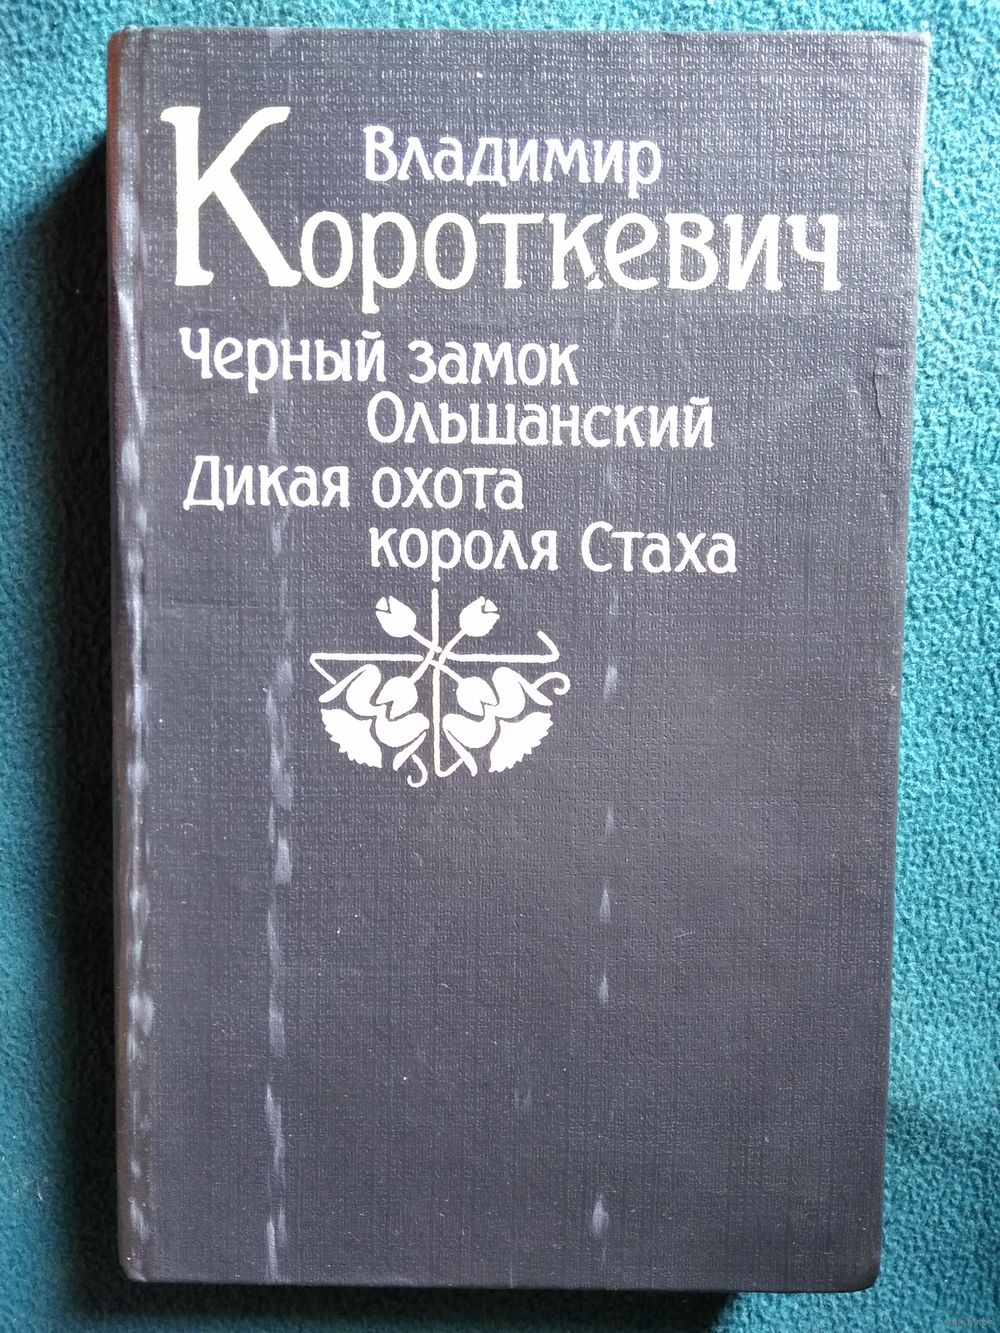 Владимир
Короткевич
Черный замок
Ольшанский
Дикая охота
короля Стаха